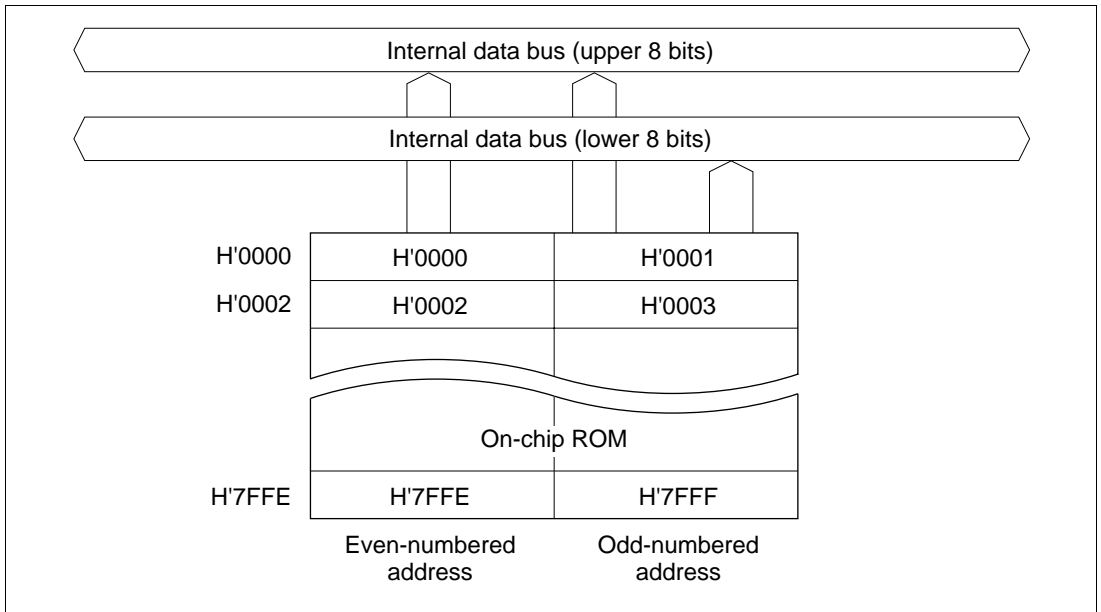 Internal data bus (upper 8 bits)
Internal data bus (lower 8 bits)
H'0000 H'0000 H'0001
H'0002 H'0002 H'0003
On-chip ROM
H'7FFE H'7FFE H'7FFF
Even-numbered address
Odd-numbered address